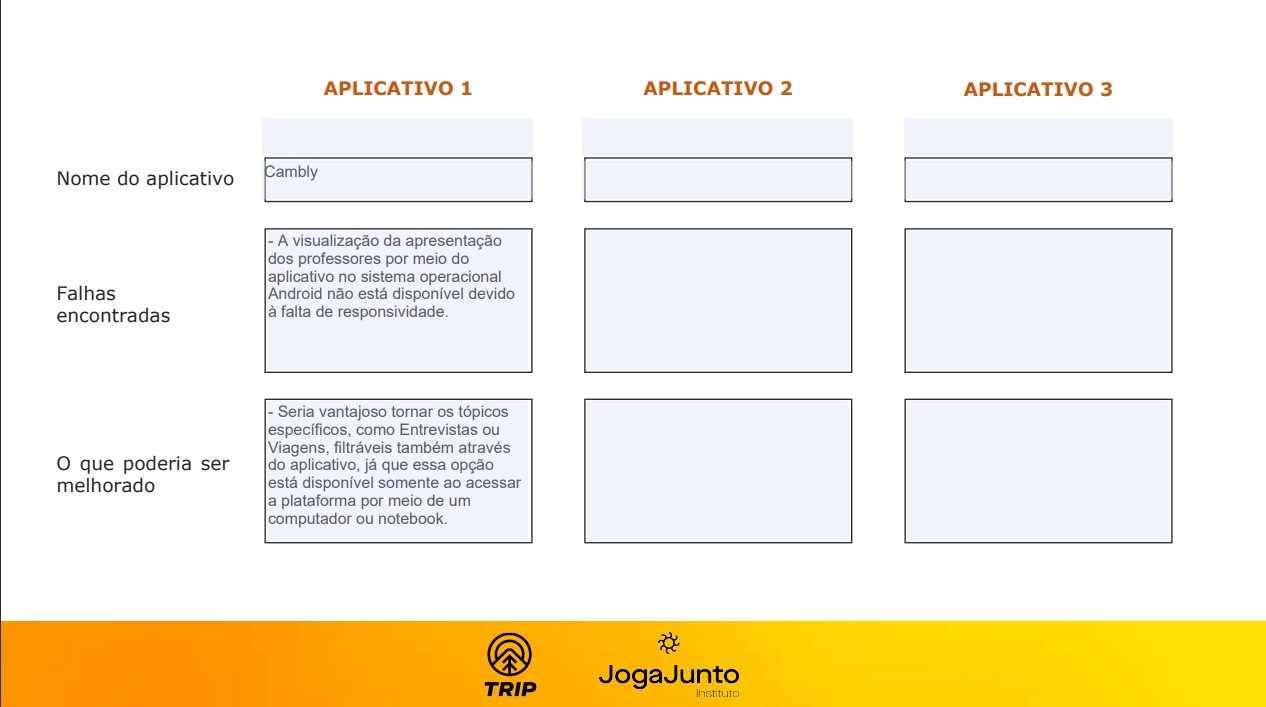 APLICATIVO 1
APLICATIVO 2
APLICATIVO 3
Nome do aplicativo
Cambly
Falhas
encontradas
- A visualização da apresentação
dos professores por meio do
aplicativo no sistema operacional
Android não está disponível devido
à falta de responsividade.
O que poderia ser
melhorado
- Seria vantajoso tornar os tópicos
específicos, como Entrevistas ou
Viagens, filtráveis também através
do aplicativo, já que essa opção
está disponível somente ao acessar
a plataforma por meio de um
computador ou notebook.
TRIP
JogaJunto
Instituto